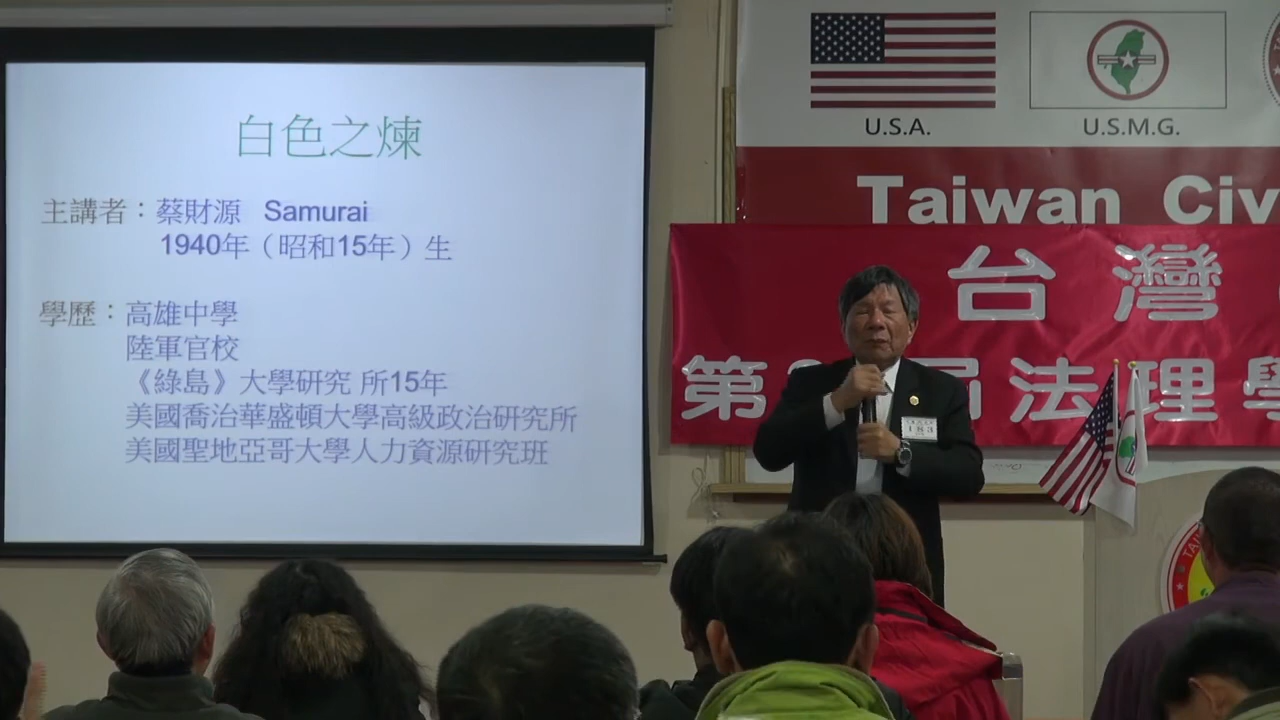 白色之煉
主講者：蔡財源 Samurai
1940年（昭和15年）生
學歷：高雄中學
陸軍官校
《綠島》大學研究 所15年
美國喬治華盛頓大學高級政治研究所
美國聖地亞哥大學人力資源研究班
U.S.A.
U.S.M.G.
Taiwan Civ
台灣
第 屆法理學
183